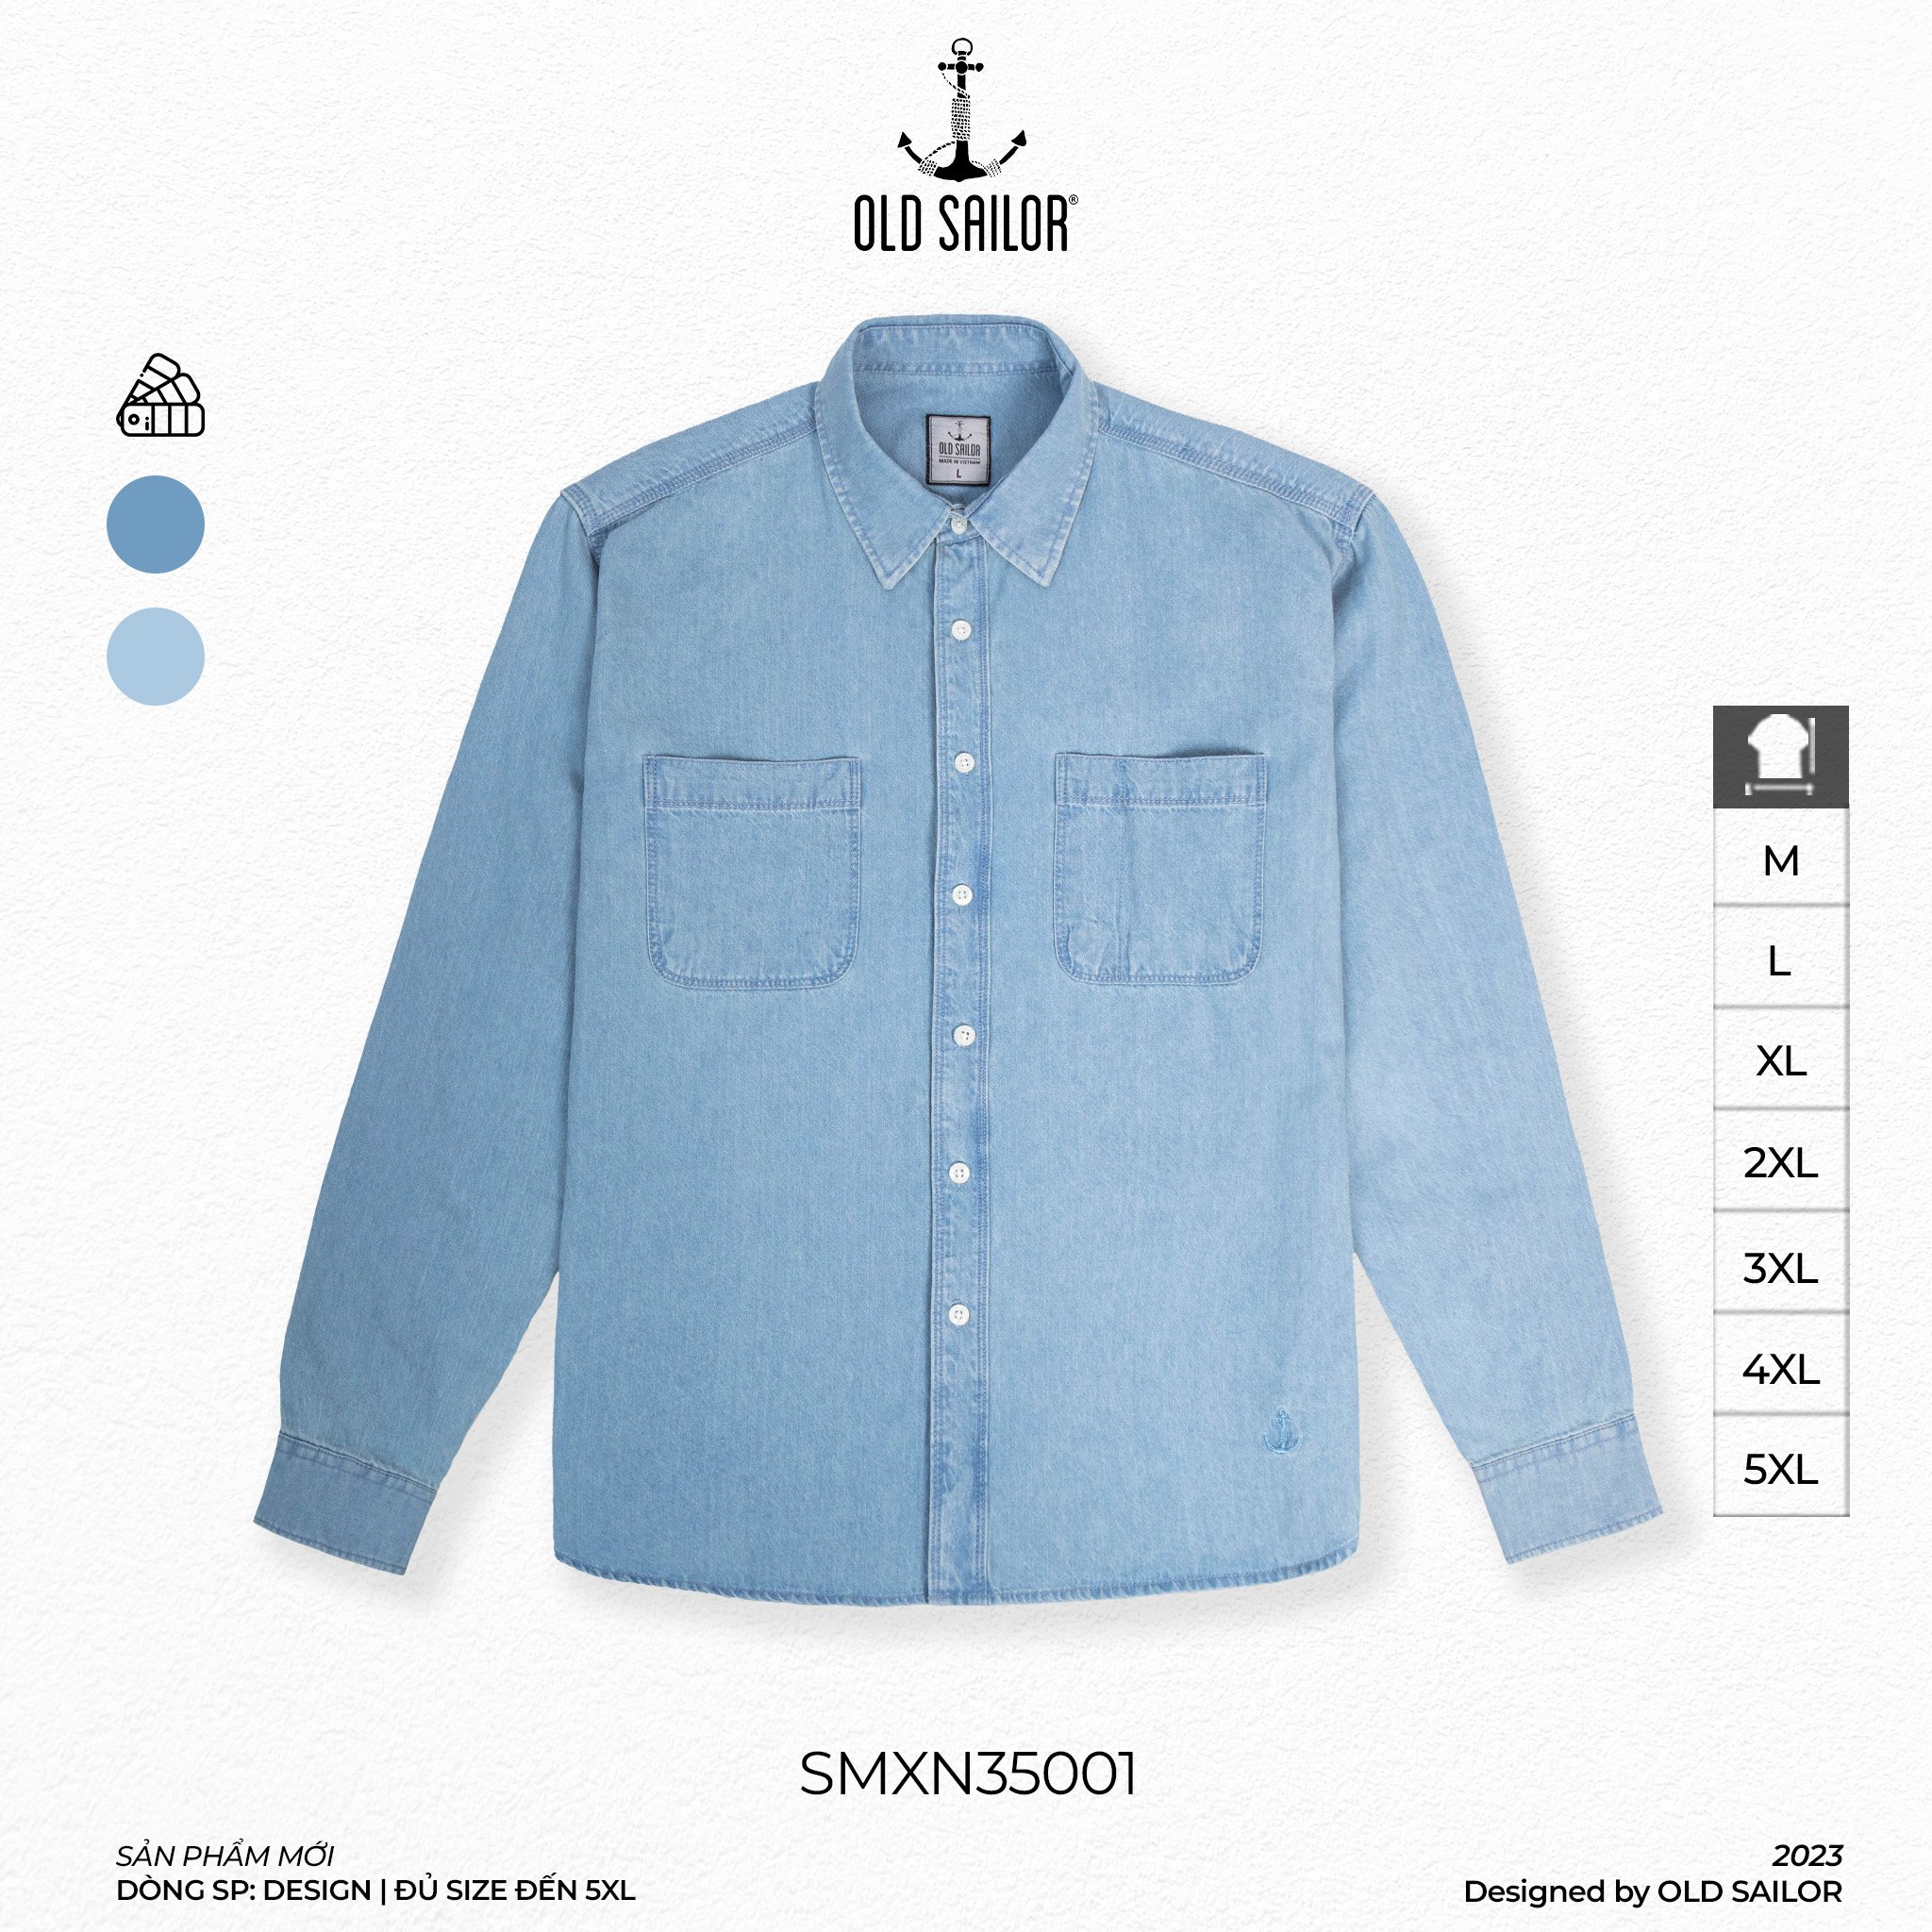 OLD SAILOR®
OLD SAILOR
MADE IN VIETNAM
L
M
L
XL
2XL
3XL
4XL
5XL
SMXN35001
SẢN PHẨM MỚI
DÒNG SP: DESIGN | ĐỦ SIZE ĐẾN 5XL
2023
Designed by OLD SAILOR